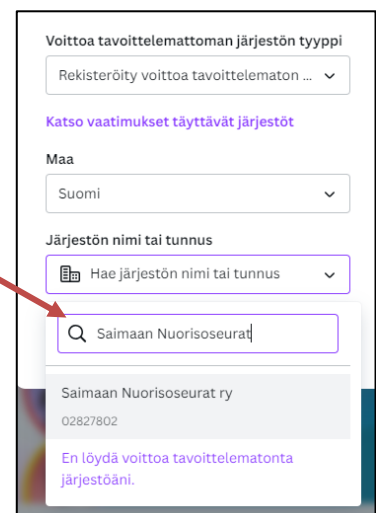 Voittoa tavoittelemattoman järjestön tyyppi
Rekisteröity voittoa tavoittelematon ...
Katso vaatimukset täyttävät järjestöt
Maa
Suomi
Järjestön nimi tai tunnus
Hae järjestön nimi tai tunnus
Saimaan Nuorisoseurat
Saimaan Nuorisoseurat ry
02827802
En löydä voittoa tavoittelematonta
järjestöäni.